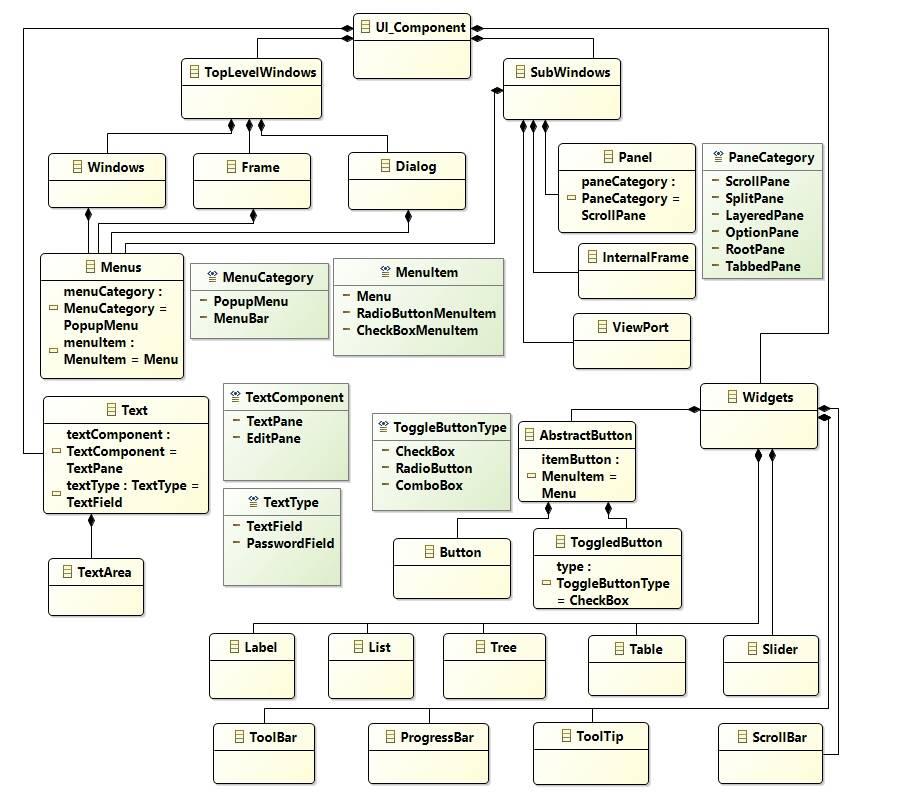 UI_Component
TopLevelWindows
SubWindows
Windows
Frame
Dialog
Panel
paneCategory :
PaneCategory =
ScrollPane
PaneCategory
ScrollPane
SplitPane
LayeredPane
OptionPane
RootPane
TabbedPane
InternalFrame
ViewPort
Menus
menuCategory :
MenuCategory =
PopupMenu
menuItem :
MenuItem = Menu
MenuCategory
PopupMenu
MenuBar
MenuItem
Menu
RadioButtonMenuItem
CheckBoxMenuItem
Text
textComponent :
TextComponent =
TextPane
textType : TextType =
TextField
TextComponent
TextPane
EditPane
TextType
TextField
PasswordField
ToggleButtonType
CheckBox
RadioButton
ComboBox
AbstractButton
itemButton :
MenuItem =
Menu
Widgets
TextArea
Button
ToggledButton
type :
ToggleButtonType
= CheckBox
Label
List
Tree
Table
Slider
ToolBar
ProgressBar
ToolTip
ScrollBar